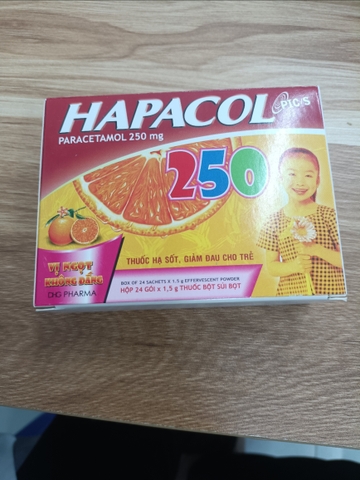 HAPACOL
PIC/S
PARACETAMOL 250 mg
250
THUỐC HẠ SỐT, GIẢM ĐAU CHO TRẺ
VỊ NGỌT
KHÔNG ĐẮNG
DHG PHARMA
BOX OF 24 SACHETS X 1.5 g EFFERVESCENT POWDER
HỘP 24 GÓI x 1,5 g THUỐC BỘT SỦI BỌT